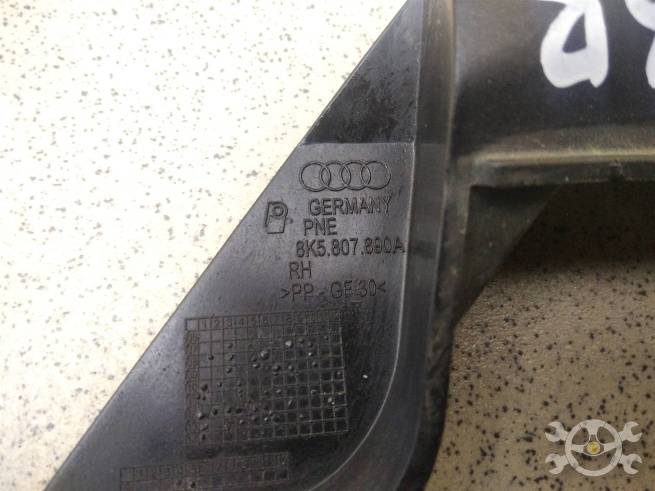 GERMANY
PNE
8K5.807.890A
RH
>PP-GF30<